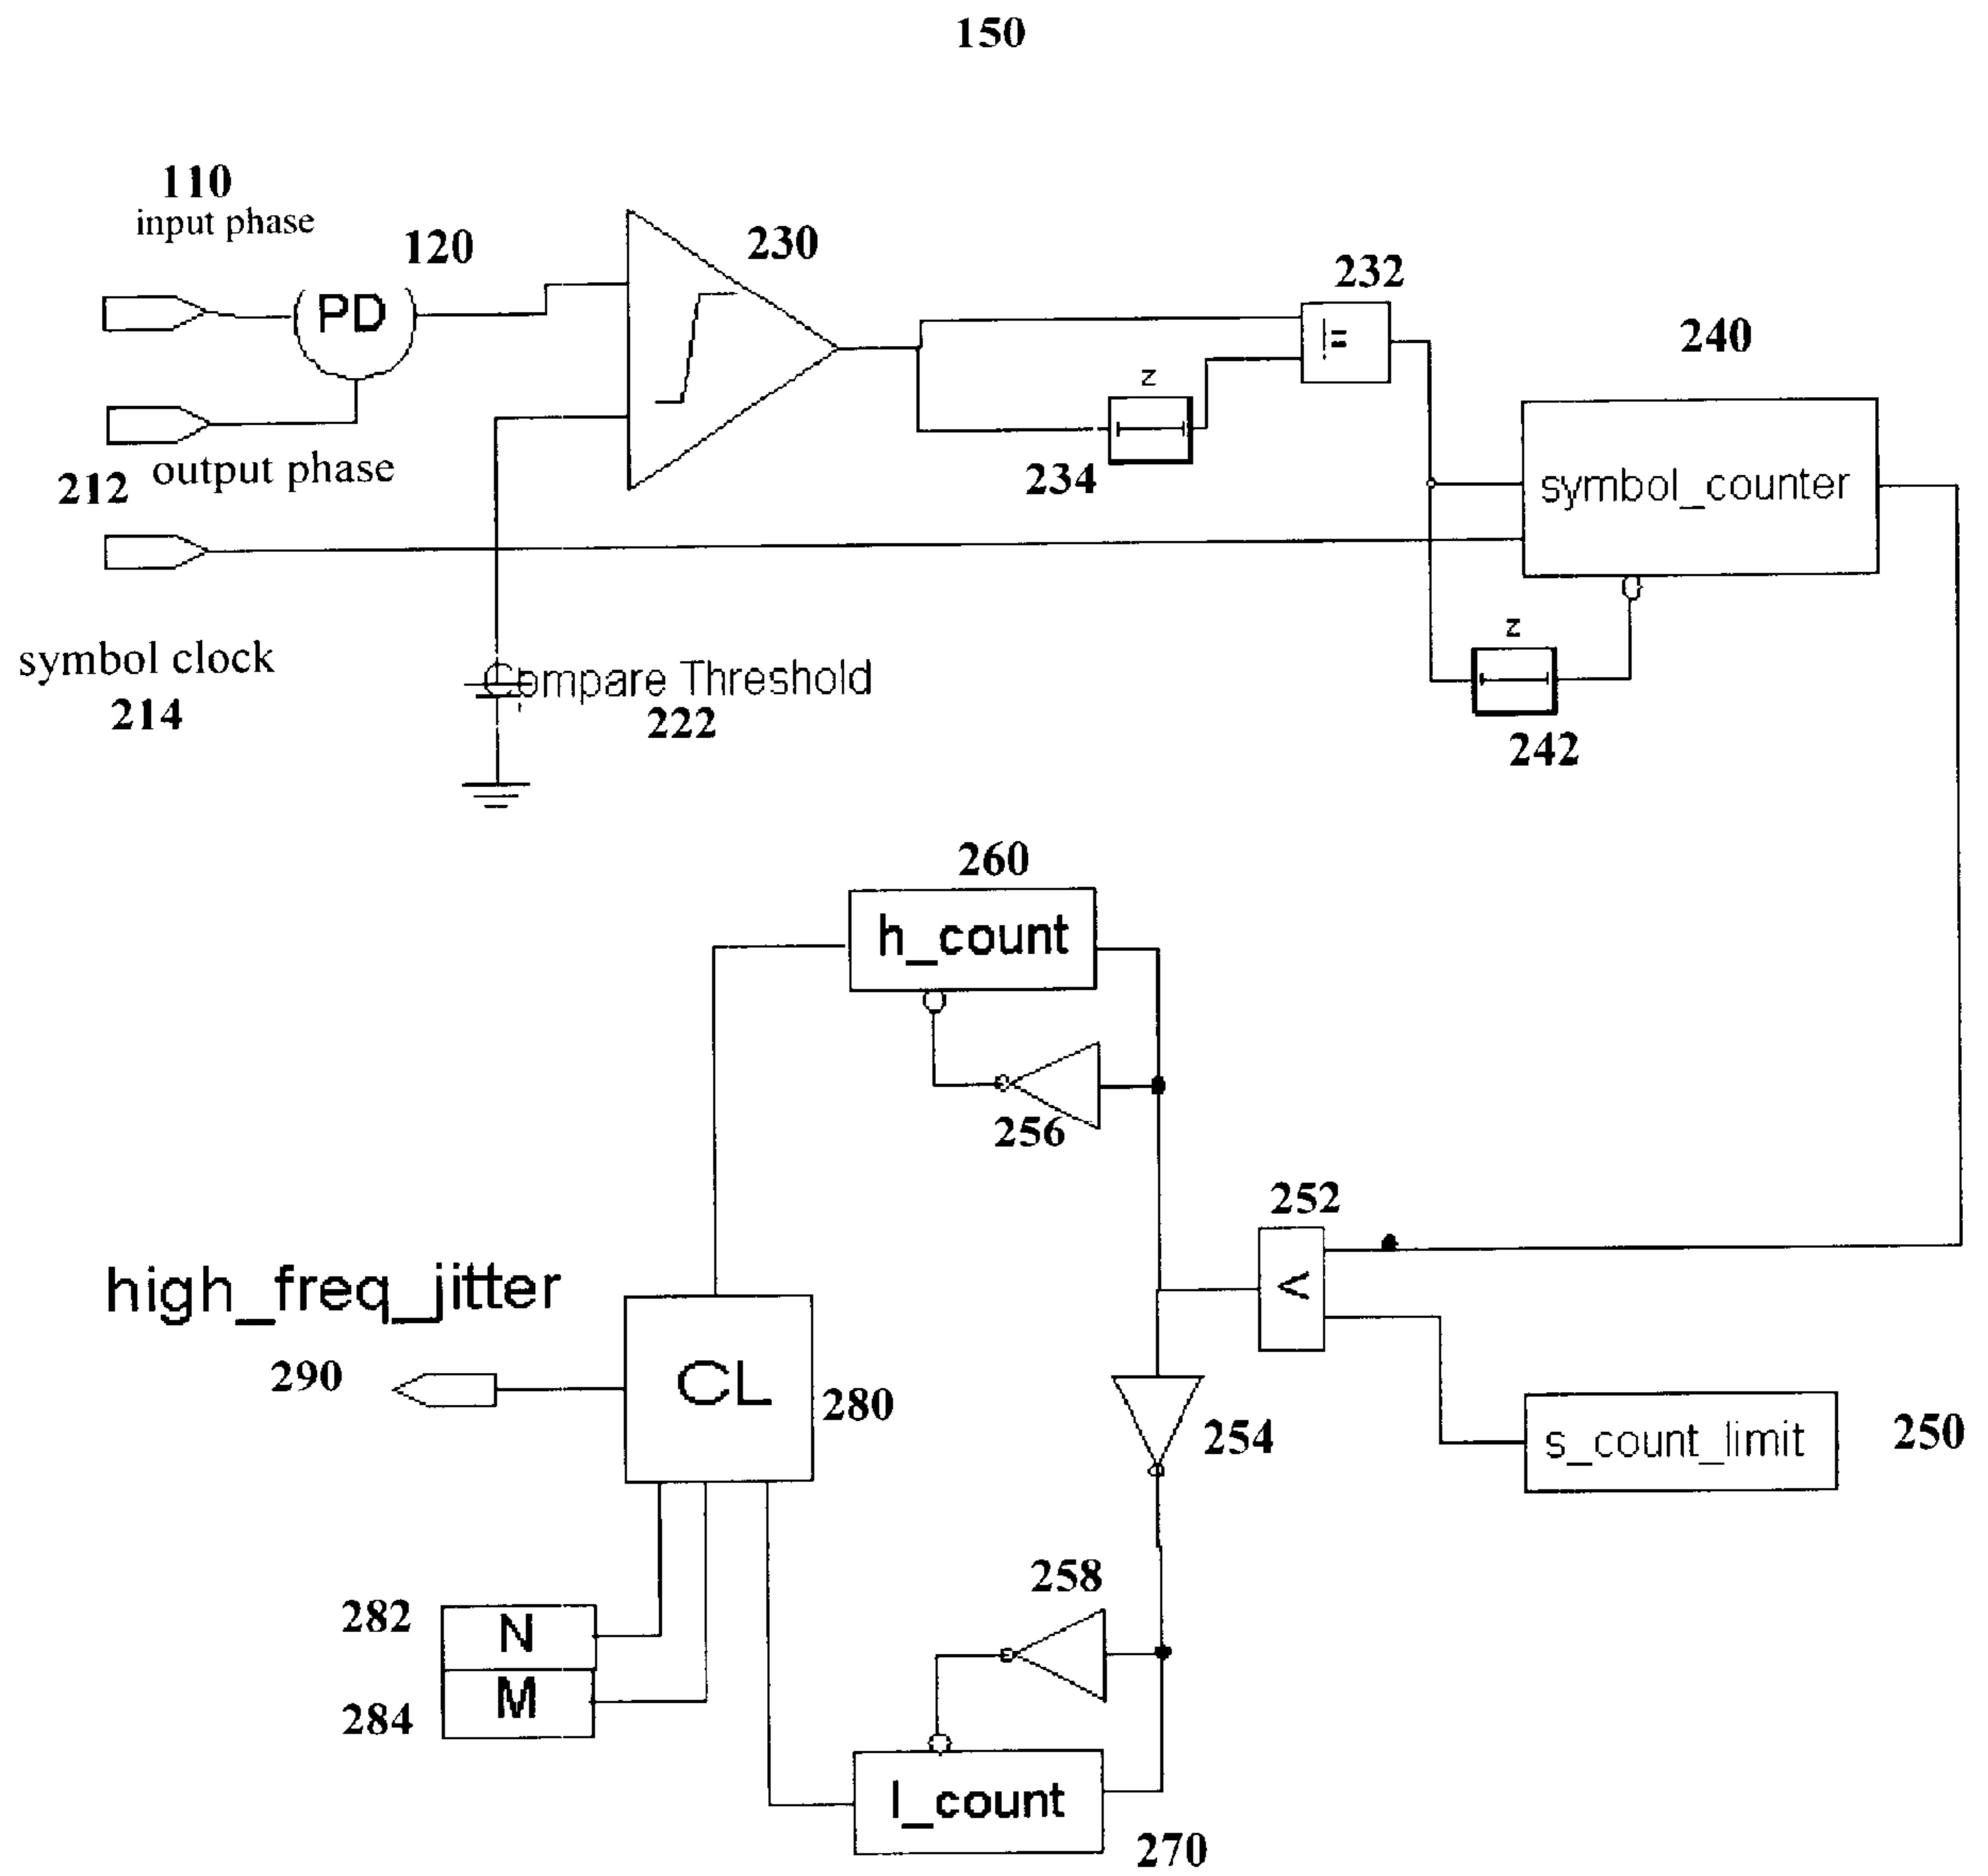 150
110
input phase
120
PD
230
232
!=
240
z
234
symbol_counter
212 output phase
z
242
symbol clock
214
Compare Threshold
222
260
h_count
256
252
<
high_freq_jitter
290
CL
280
254
s_count_limit
250
258
282
N
284
M
l_count
270